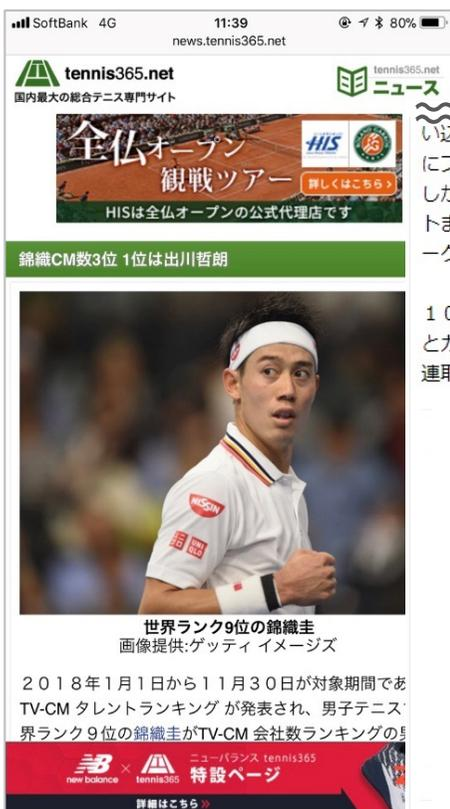 SoftBank 4G 11:39 80%
news.tennis365.net
tennis365.net
国内最大の総合テニス専門サイト
tennis365.net
ニュース
全仏オープン
観戦ツアー
HIS
ROLAND GARROS
詳しくはこちら
HISは全仏オープンの公式代理店です
錦織CM数3位 1位は出川哲朗
NISSIN
UNI
QLO
世界ランク9位の錦織圭
画像提供:ゲッティ イメージズ
２０１８年１月１日から１１月３０日が対象期間であ
TV-CM タレントランキング が発表され、男子テニス
界ランク９位の錦織圭がTV-CM 会社数ランキングの
new balance × tennis365
ニューバランス tennis365
特設ページ
詳細はこちら
い
に
し
ト
ーク
１０
と
連